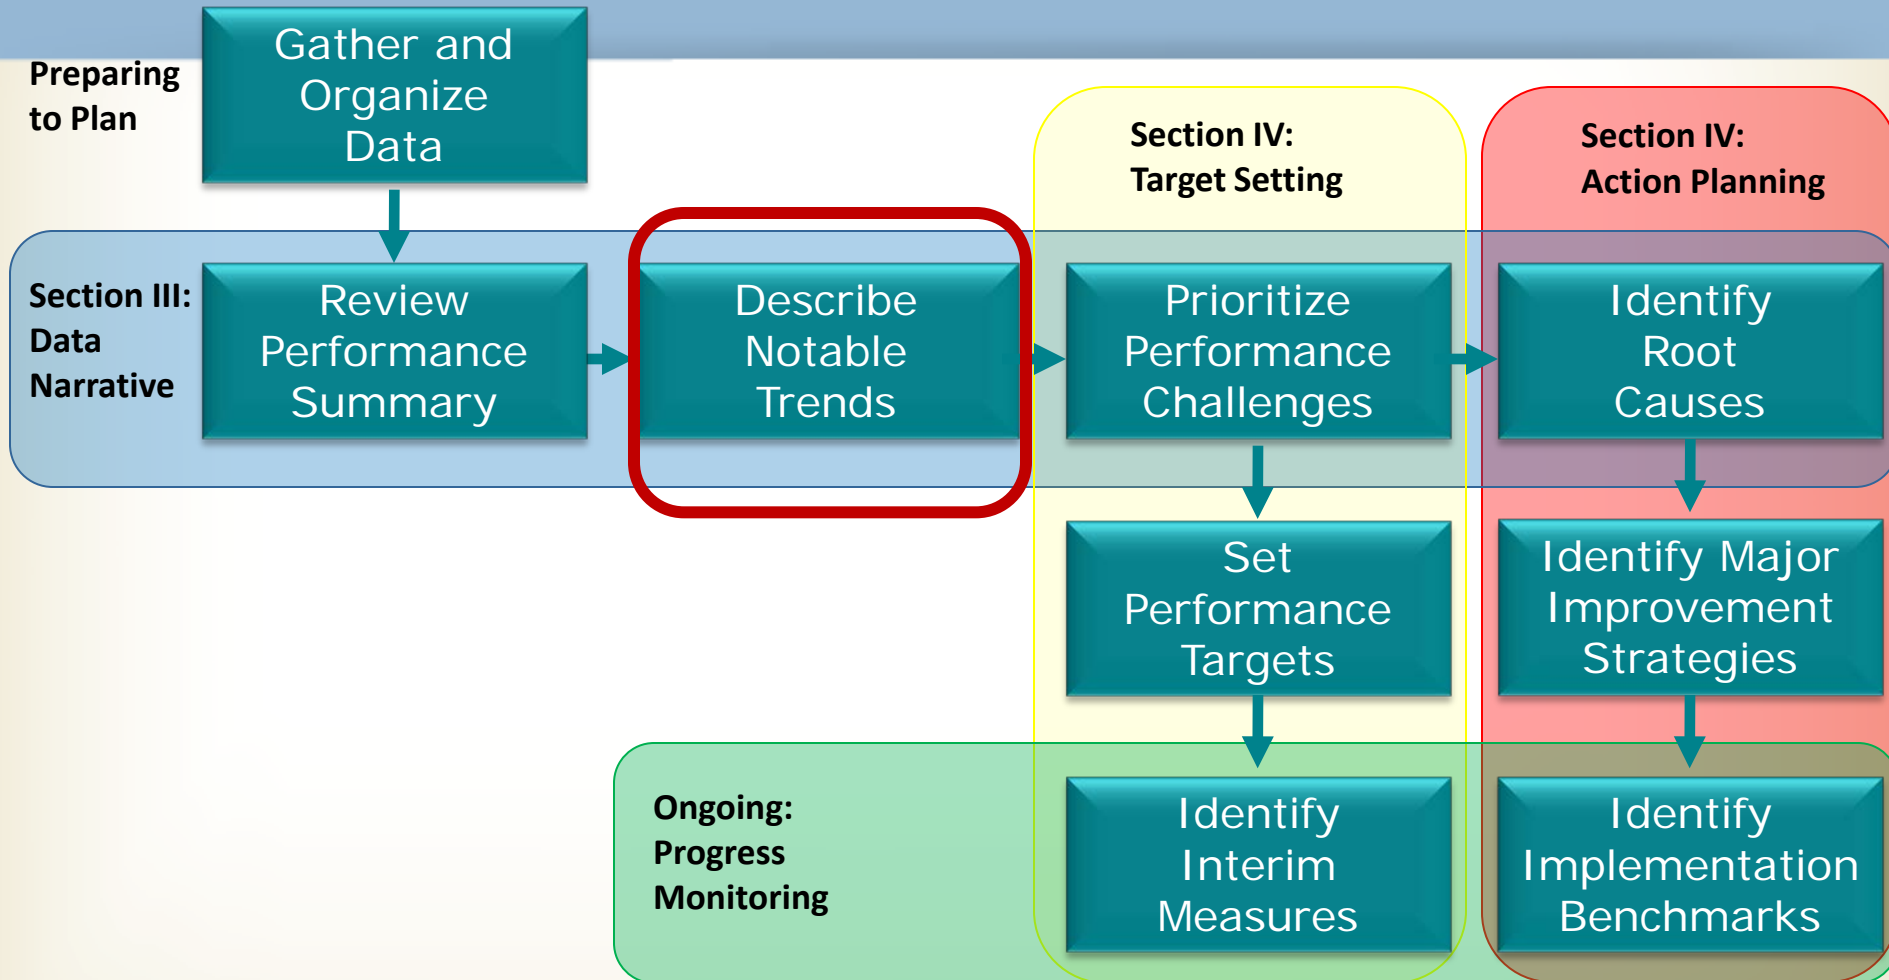 Preparing
to Plan
Gather and
Organize
Data
Section IV:
Target Setting
Section IV:
Action Planning
Section III:
Data
Narrative
Review
Performance
Summary
Describe
Notable
Trends
Prioritize
Performance
Challenges
Identify
Root
Causes
Set
Performance
Targets
Identify Major
Improvement
Strategies
Ongoing:
Progress
Monitoring
Identify
Interim
Measures
Identify
Implementation
Benchmarks